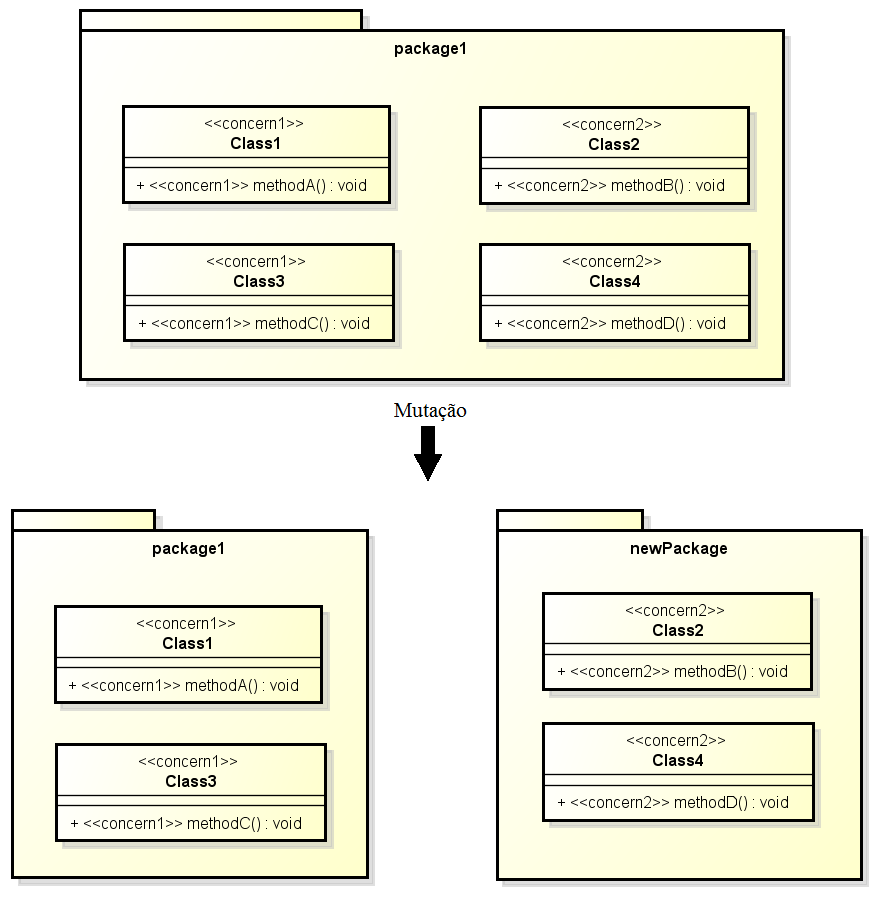 package1
<<concern1>>
Class1
+ <<concern1>> methodA() : void
<<concern2>>
Class2
+ <<concern2>> methodB() : void
<<concern1>>
Class3
+ <<concern1>> methodC() : void
<<concern2>>
Class4
+ <<concern2>> methodD() : void
Mutação
package1
<<concern1>>
Class1
+ <<concern1>> methodA() : void
<<concern1>>
Class3
+ <<concern1>> methodC() : void
newPackage
<<concern2>>
Class2
+ <<concern2>> methodB() : void
<<concern2>>
Class4
+ <<concern2>> methodD() : void